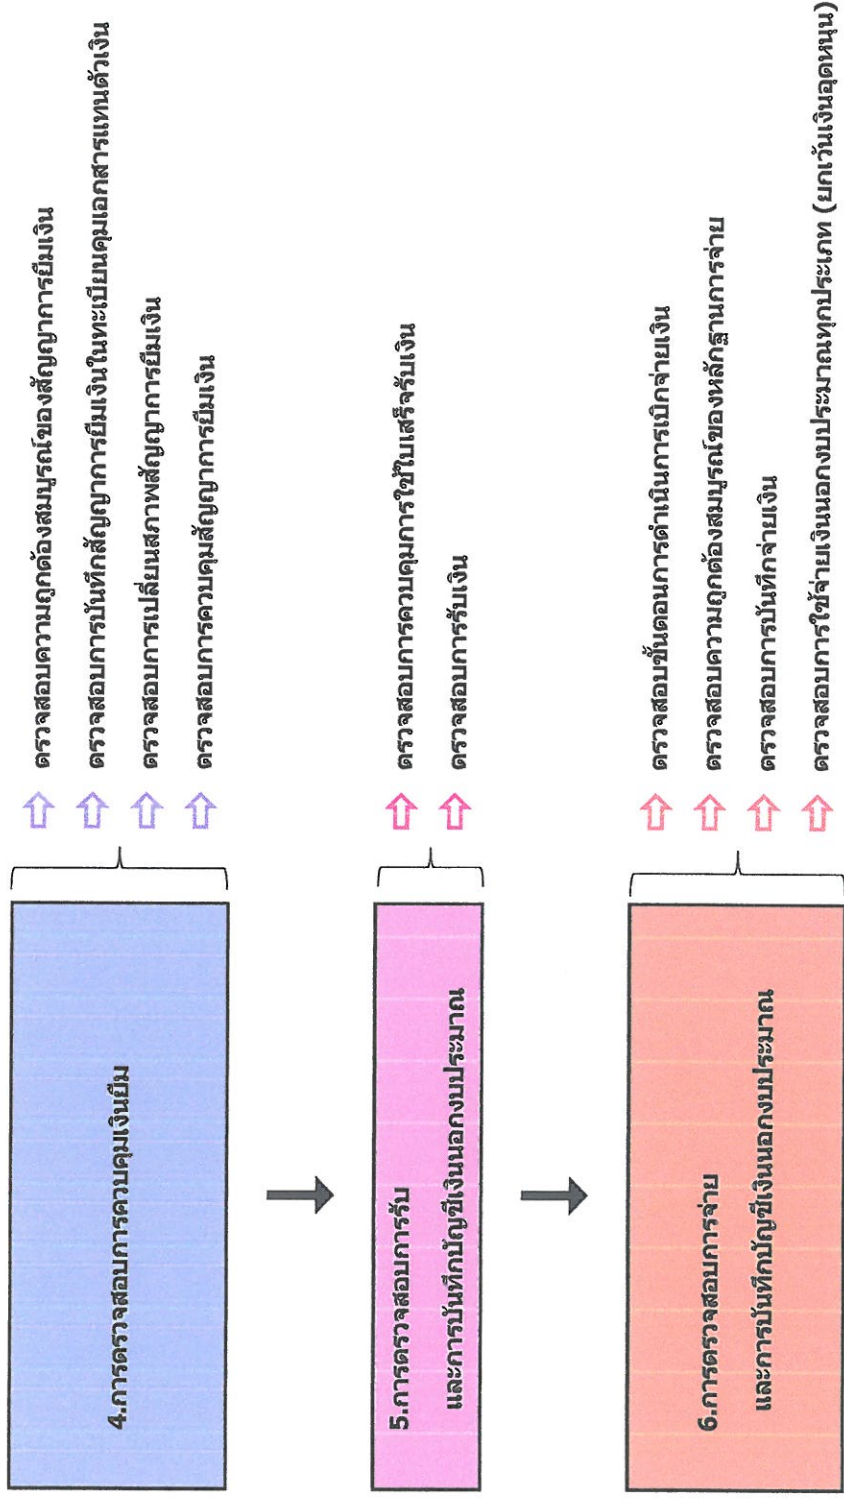 4.การตรวจสอบการควบคุมเงินยืม
ตรวจสอบความถูกต้องสมบูรณ์ของสัญญาการยืมเงิน
ตรวจสอบการบันทึกสัญญาการยืมเงินในทะเบียนคุมเอกสารแทนตัวเงิน
ตรวจสอบการเปลี่ยนสภาพสัญญาการยืมเงิน
ตรวจสอบการควบคุมสัญญาการยืมเงิน
5.การตรวจสอบการรับ
และการบันทึกบัญชีเงินนอกงบประมาณ
ตรวจสอบการควบคุมการใช้ใบเสร็จรับเงิน
ตรวจสอบการรับเงิน
6.การตรวจสอบการจ่าย
และการบันทึกบัญชีเงินนอกงบประมาณ
ตรวจสอบขั้นตอนการดำเนินการเบิกจ่ายเงิน
ตรวจสอบความถูกต้องสมบูรณ์ของหลักฐานการจ่าย
ตรวจสอบการบันทึกจ่ายเงิน
ตรวจสอบการใช้จ่ายเงินนอกงบประมาณทุกประเภท (ยกเว้นเงินอุดหนุน)